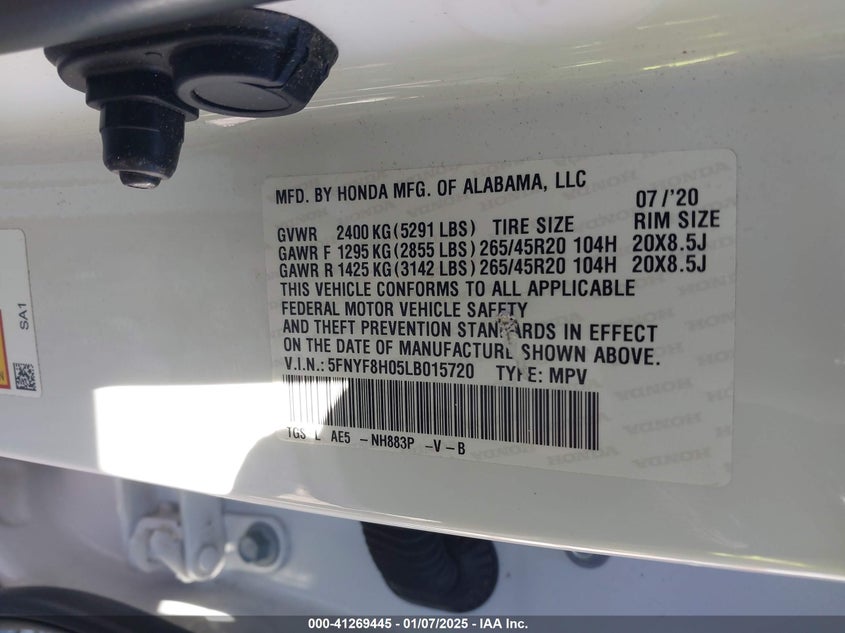 MFD. BY HONDA MFG. OF ALABAMA, LLC 07/'20
GVWR 2400 KG (5291 LBS) TIRE SIZE RIM SIZE
GAWR F 1295 KG (2855 LBS) 265/45R20 104H 20X8.5J
GAWR R 1425 KG (3142 LBS) 265/45R20 104H 20X8.5J
THIS VEHICLE CONFORMS TO ALL APPLICABLE
FEDERAL MOTOR VEHICLE SAFETY
AND THEFT PREVENTION STANDARDS IN EFFECT
ON THE DATE OF MANUFACTURE SHOWN ABOVE.
V.I.N.: 5FNYF8H05LB015720 TYPE: MPV
TGS L AE5 -NH883P -V-B
SA1
000-41269445 - 01/07/2025 - © IAA Inc.